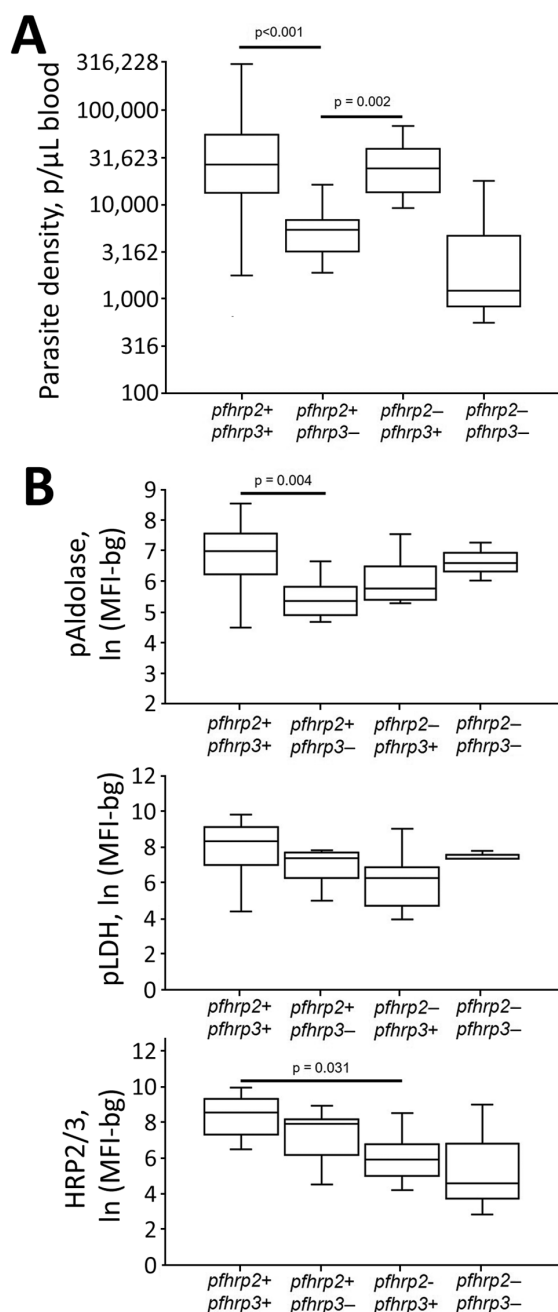 A
p<0.001
p = 0.002
Parasite density, p/μL blood
316,228
100,000
31,623
10,000
3,162
1,000
316
100
pfhrp2+ pfhrp2+ pfhrp2– pfhrp2–
pfhrp3+ pfhrp3– pfhrp3+ pfhrp3–
B
p = 0.004
pAldolase,
ln (MFI-bg)
9
8
7
6
5
4
3
2
pfhrp2+ pfhrp2+ pfhrp2– pfhrp2–
pfhrp3+ pfhrp3– pfhrp3+ pfhrp3–
pLDH, ln (MFI-bg)
12
10
8
6
4
2
0
pfhrp2+ pfhrp2+ pfhrp2– pfhrp2–
pfhrp3+ pfhrp3– pfhrp3+ pfhrp3–
p = 0.031
HRP2/3,
ln (MFI-bg)
12
10
8
6
4
2
0
pfhrp2+ pfhrp2+ pfhrp2- pfhrp2–
pfhrp3+ pfhrp3– pfhrp3+ pfhrp3–